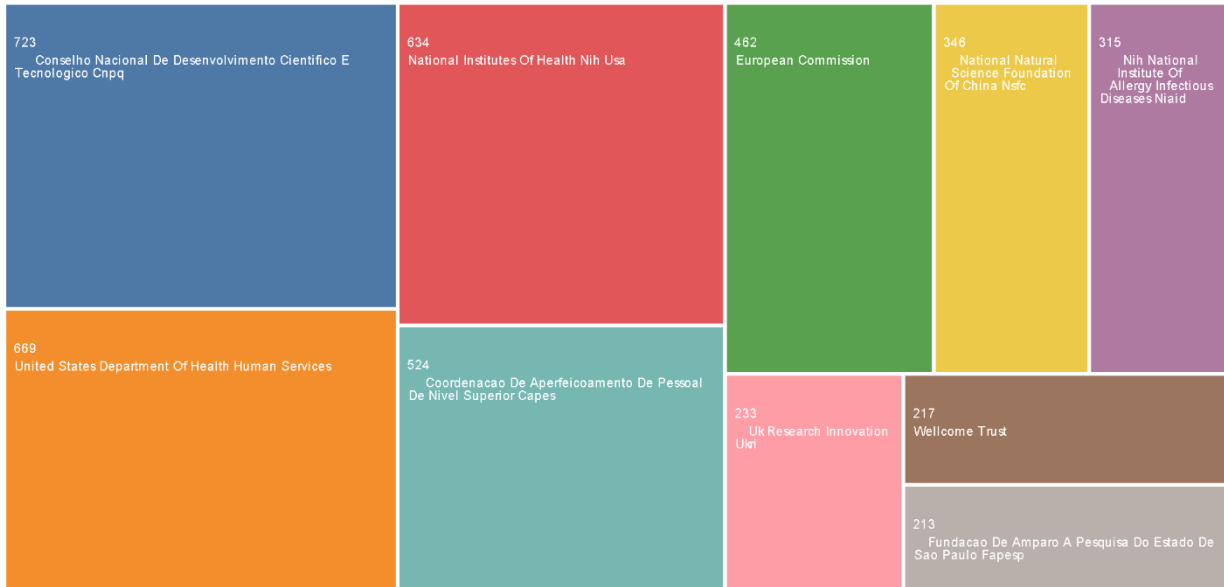 723
Conselho Nacional De Desenvolvimento Cientifico E
Tecnologico Cnpq
669
United States Department Of Health Human Services
634
National Institutes Of Health Nih Usa
524
Coordenacao De Aperfeicoamento De Pessoal
De Nivel Superior Capes
462
European Commission
346
National Natural
Science Foundation
Of China Nsfc
315
Nih National
Institute Of
Allergy Infectious
Diseases Niaid
233
Uk Research Innovation
Ukri
217
Wellcome Trust
213
Fundacao De Amparo A Pesquisa Do Estado De
Sao Paulo Fapesp